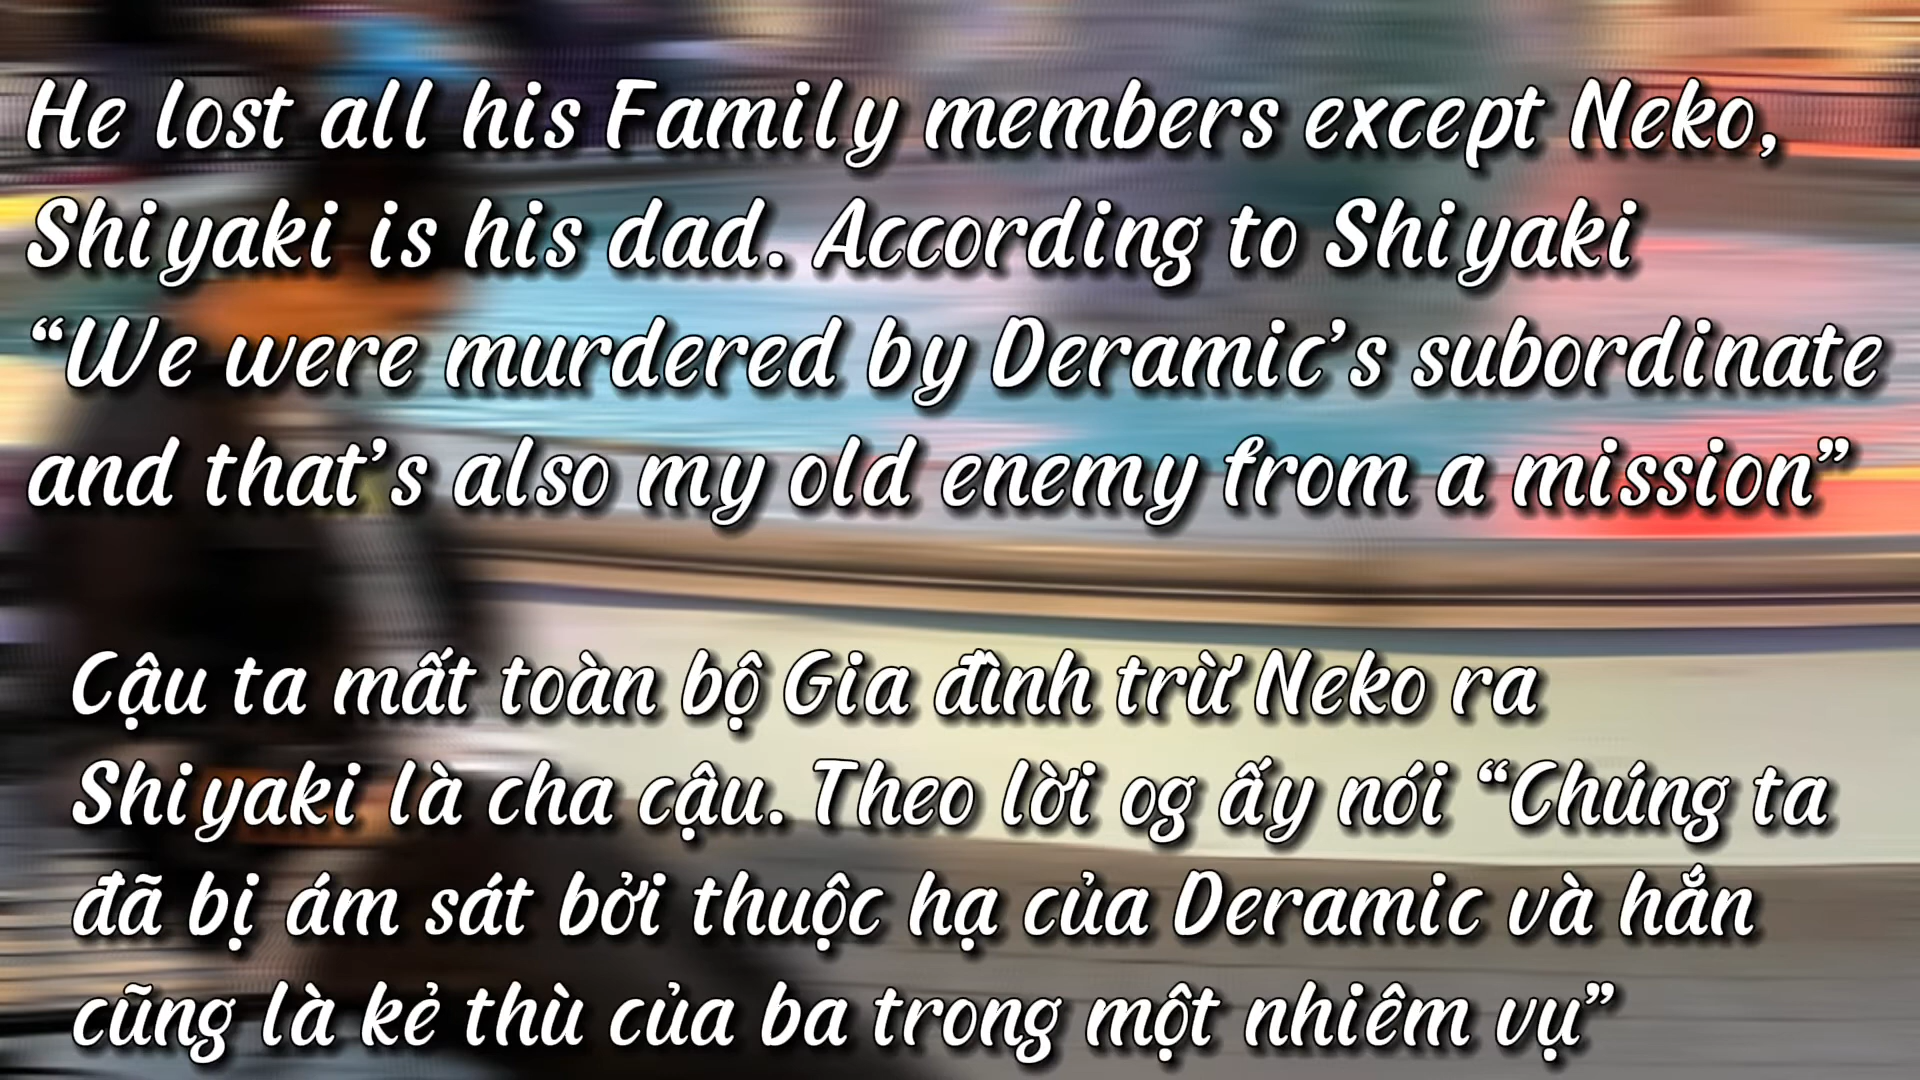 He lost all his Family members except Neko,
Shiyaki is his dad. According to Shiyaki
“We were murdered by Deramic’s subordinate
and that’s also my old enemy from a mission”
Cậu ta mất toàn bộ Gia đình trừ Neko ra
Shiyaki là cha cậu. Theo lời og ấy nói “Chúng ta
đã bị ám sát bởi thuộc hạ của Deramic và hắn
cũng là kẻ thù của ba trong một nhiêm vụ”